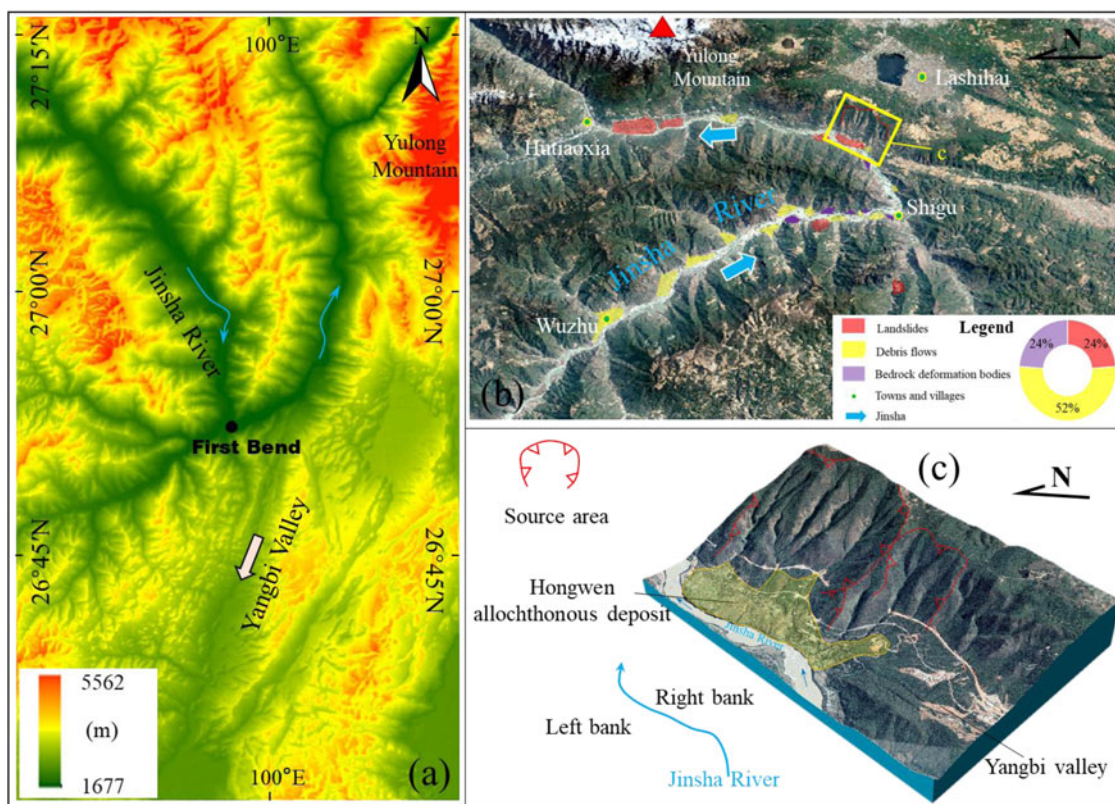 100°E
N
27°15′N
Yulong
Mountain
27°00′N
27°00′N
Jinsha River
First Bend
26°45′N
26°45′N
Yangbi Valley
5562
(m)
1677
100°E
(a)
N
Yulong
Mountain
Lashihai
Hutiaoxia
c
Shigu
Jinsha River
Wuzhu
(b)
Legend
Landslides
Debris flows
Bedrock deformation bodies
Towns and villages
Jinsha
24%
24%
52%
(c)
N
Source area
Hongwen
allochthonous deposit
Jinsha River
Right bank
Left bank
Jinsha River
Yangbi valley